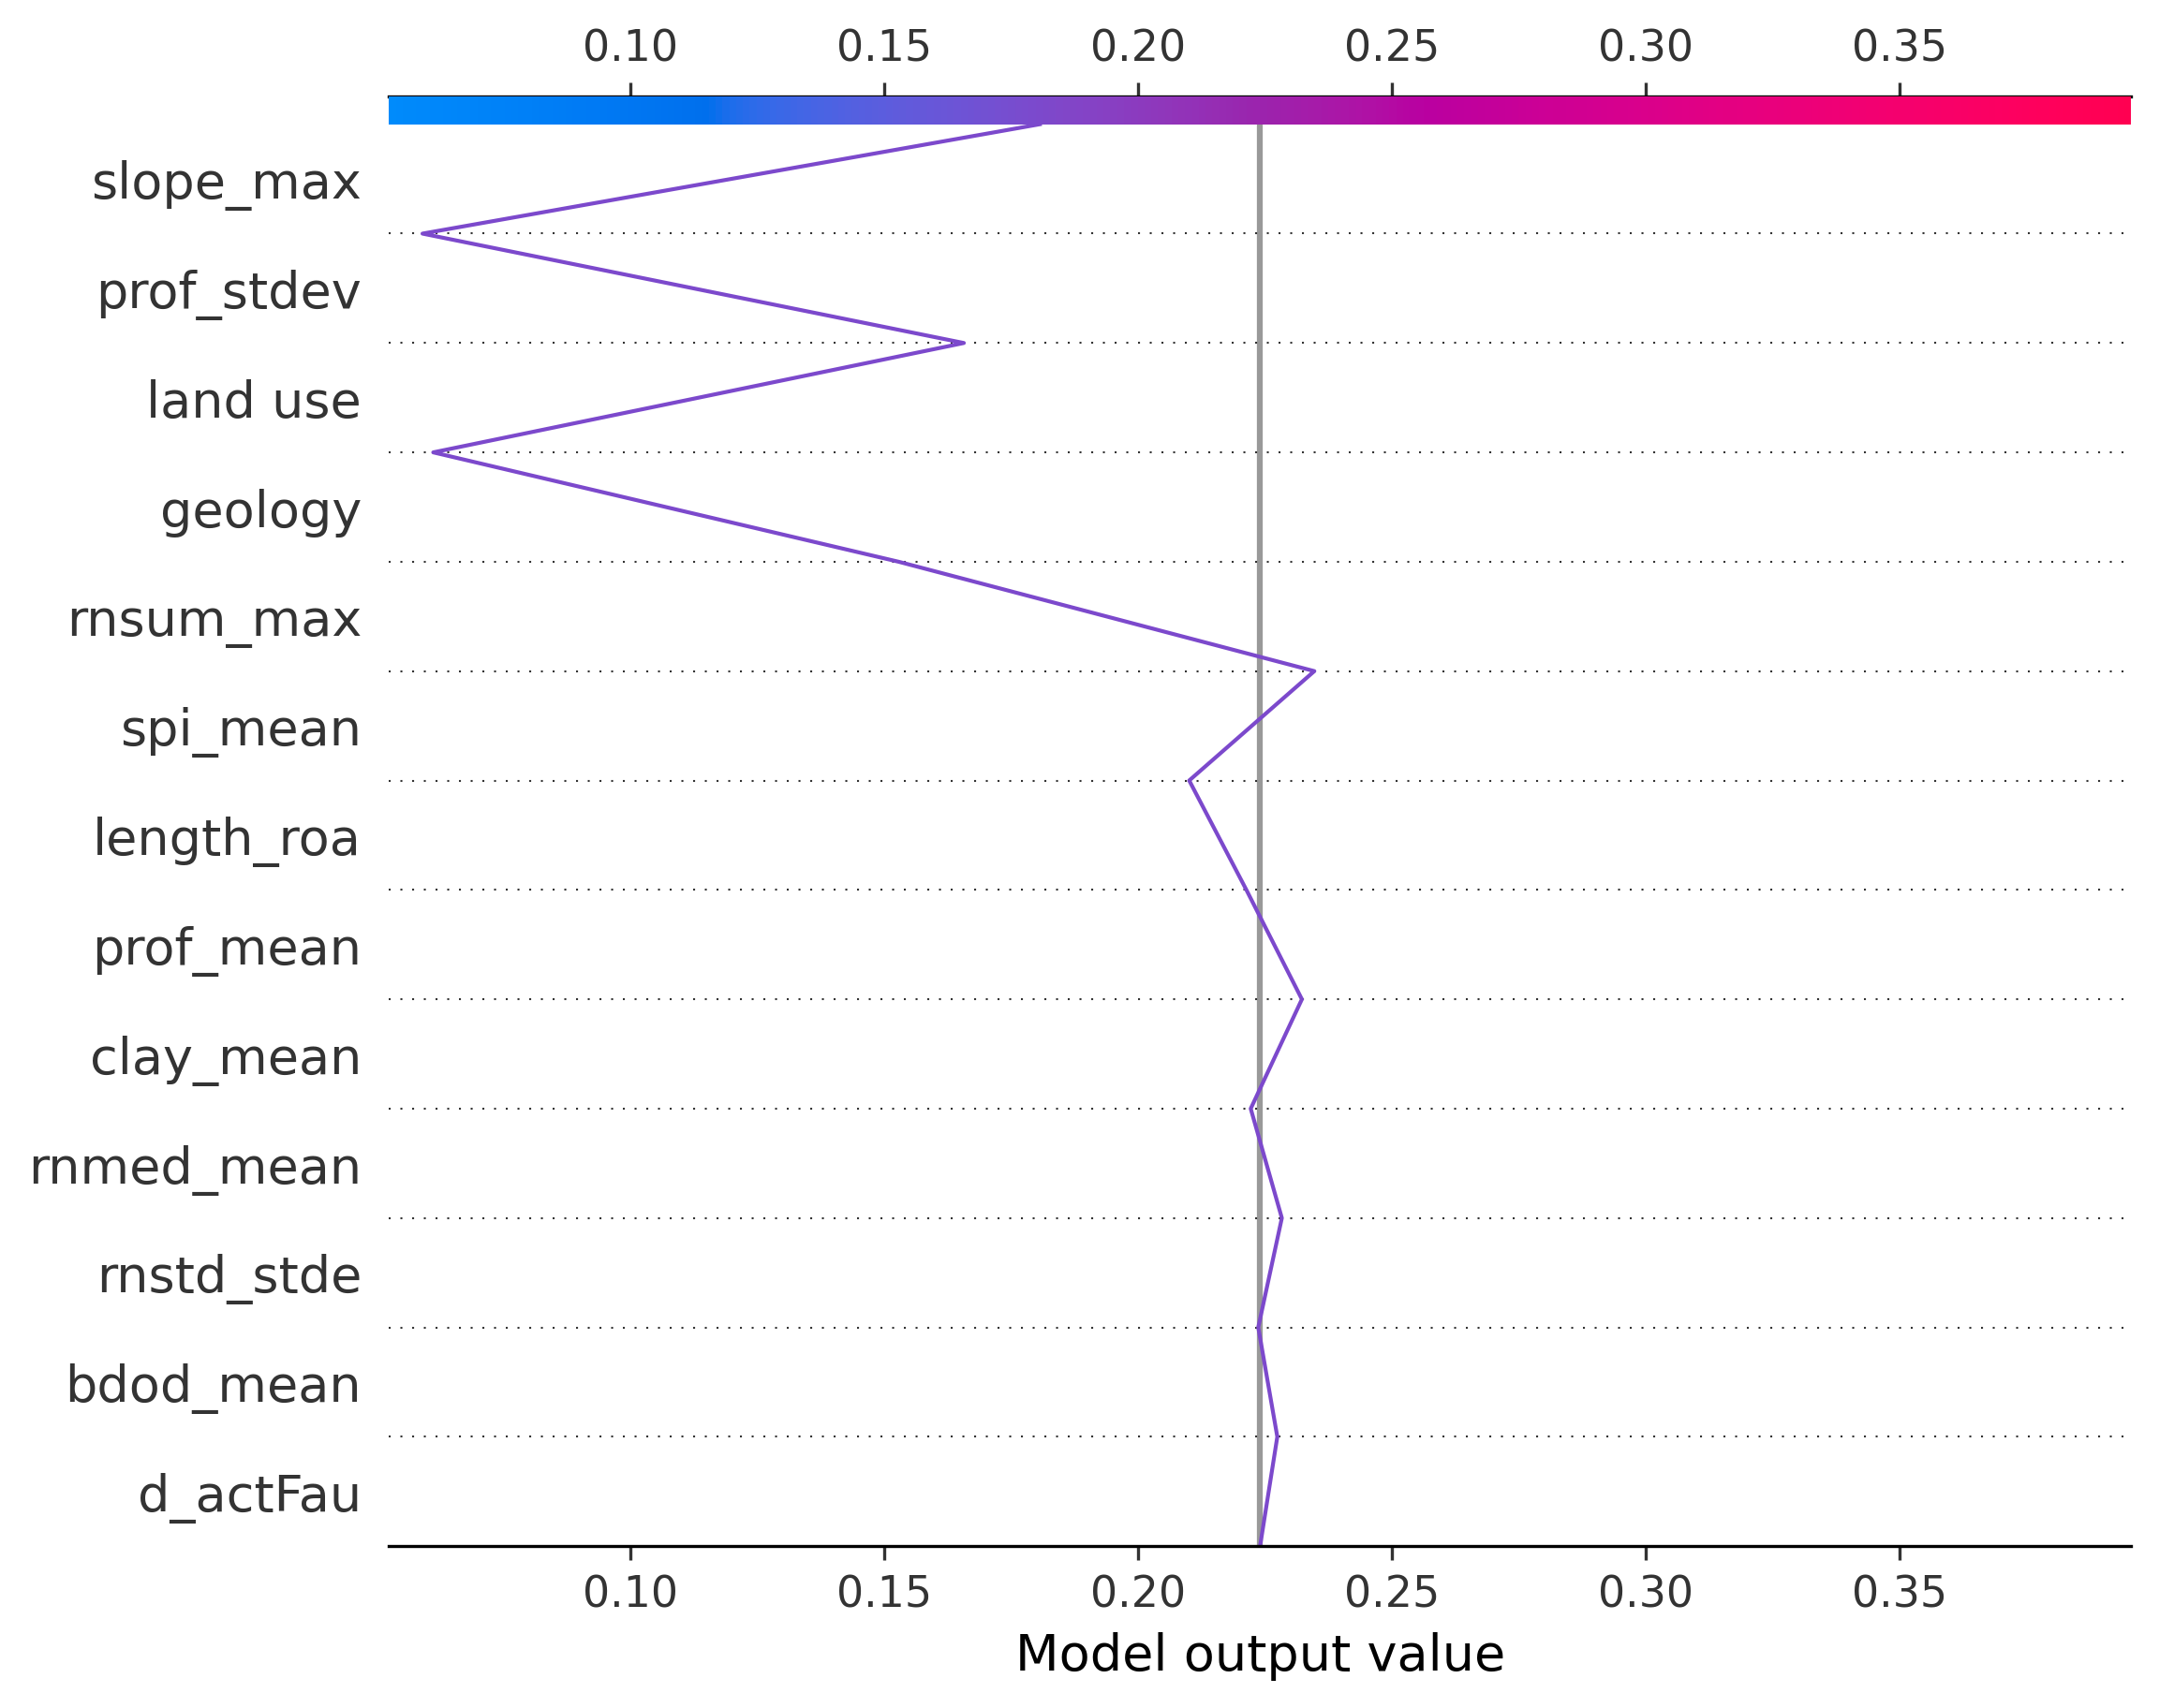 0.10 0.15 0.20 0.25 0.30 0.35
slope_max
prof_stdev
land use
geology
rnsum_max
spi_mean
length_roa
prof_mean
clay_mean
rnmed_mean
rnstd_stde
bdod_mean
d_actFau
0.10 0.15 0.20 0.25 0.30 0.35
Model output value